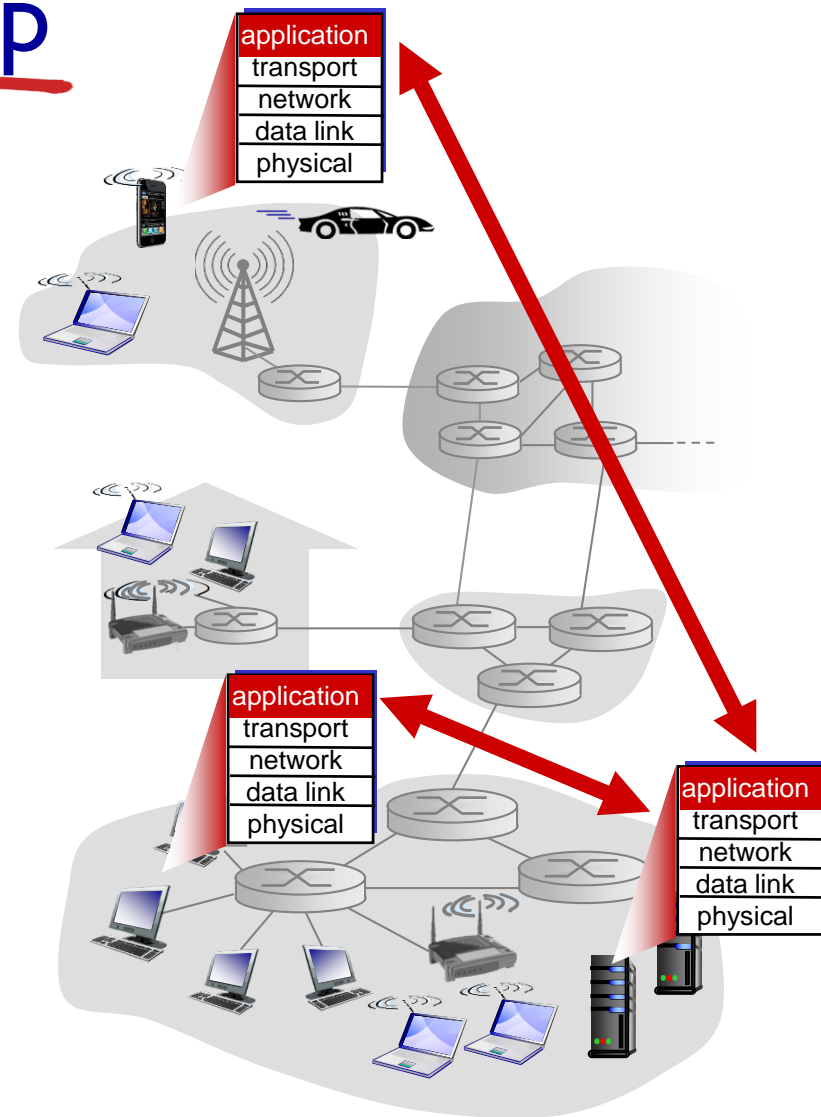 p
application
transport
network
data link
physical
application
transport
network
data link
physical
application
transport
network
data link
physical